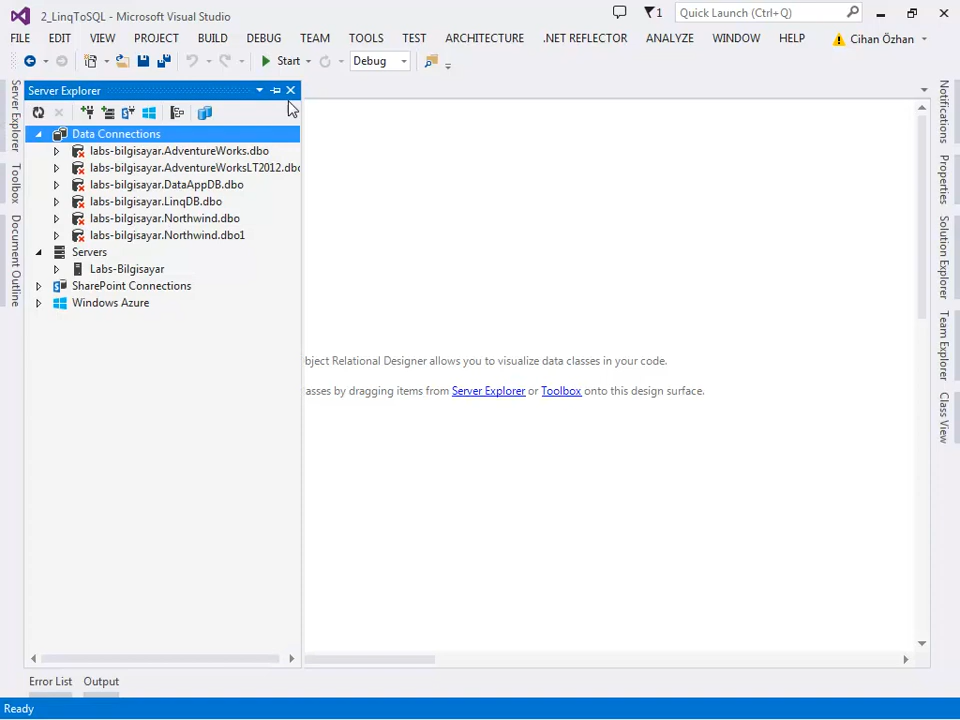 2_LinqToSQL - Microsoft Visual Studio
1
Quick Launch (Ctrl+Q)
FILE EDIT VIEW PROJECT BUILD DEBUG TEAM TOOLS TEST ARCHITECTURE .NET REFLECTOR ANALYZE WINDOW HELP Cihan Özhan
Start Debug
Server Explorer
Toolbox
Document Outline
Server Explorer
Data Connections
labs-bilgisayar.AdventureWorks.dbo
labs-bilgisayar.AdventureWorksLT2012.dbo
labs-bilgisayar.DataAppDB.dbo
labs-bilgisayar.LinqDB.dbo
labs-bilgisayar.Northwind.dbo
labs-bilgisayar.Northwind.dbo1
Servers
Labs-Bilgisayar
SharePoint Connections
Windows Azure
bject Relational Designer allows you to visualize data classes in your code.
asses by dragging items from Server Explorer or Toolbox onto this design surface.
Notifications
Properties
Solution Explorer
Team Explorer
Class View
Error List Output
Ready